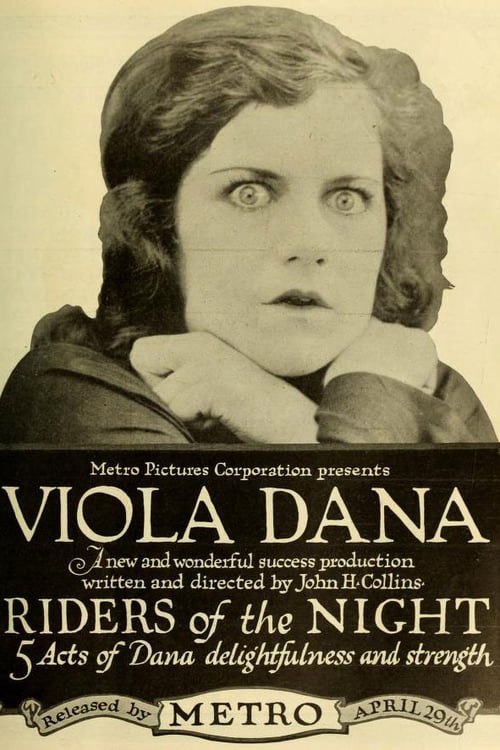 Metro Pictures Corporation presents
VIOLA DANA
A new and wonderful success production
written and directed by John H. Collins.
RIDERS of the NIGHT
5 Acts of Dana delightfulness and strength
Released by METRO APRIL 29th